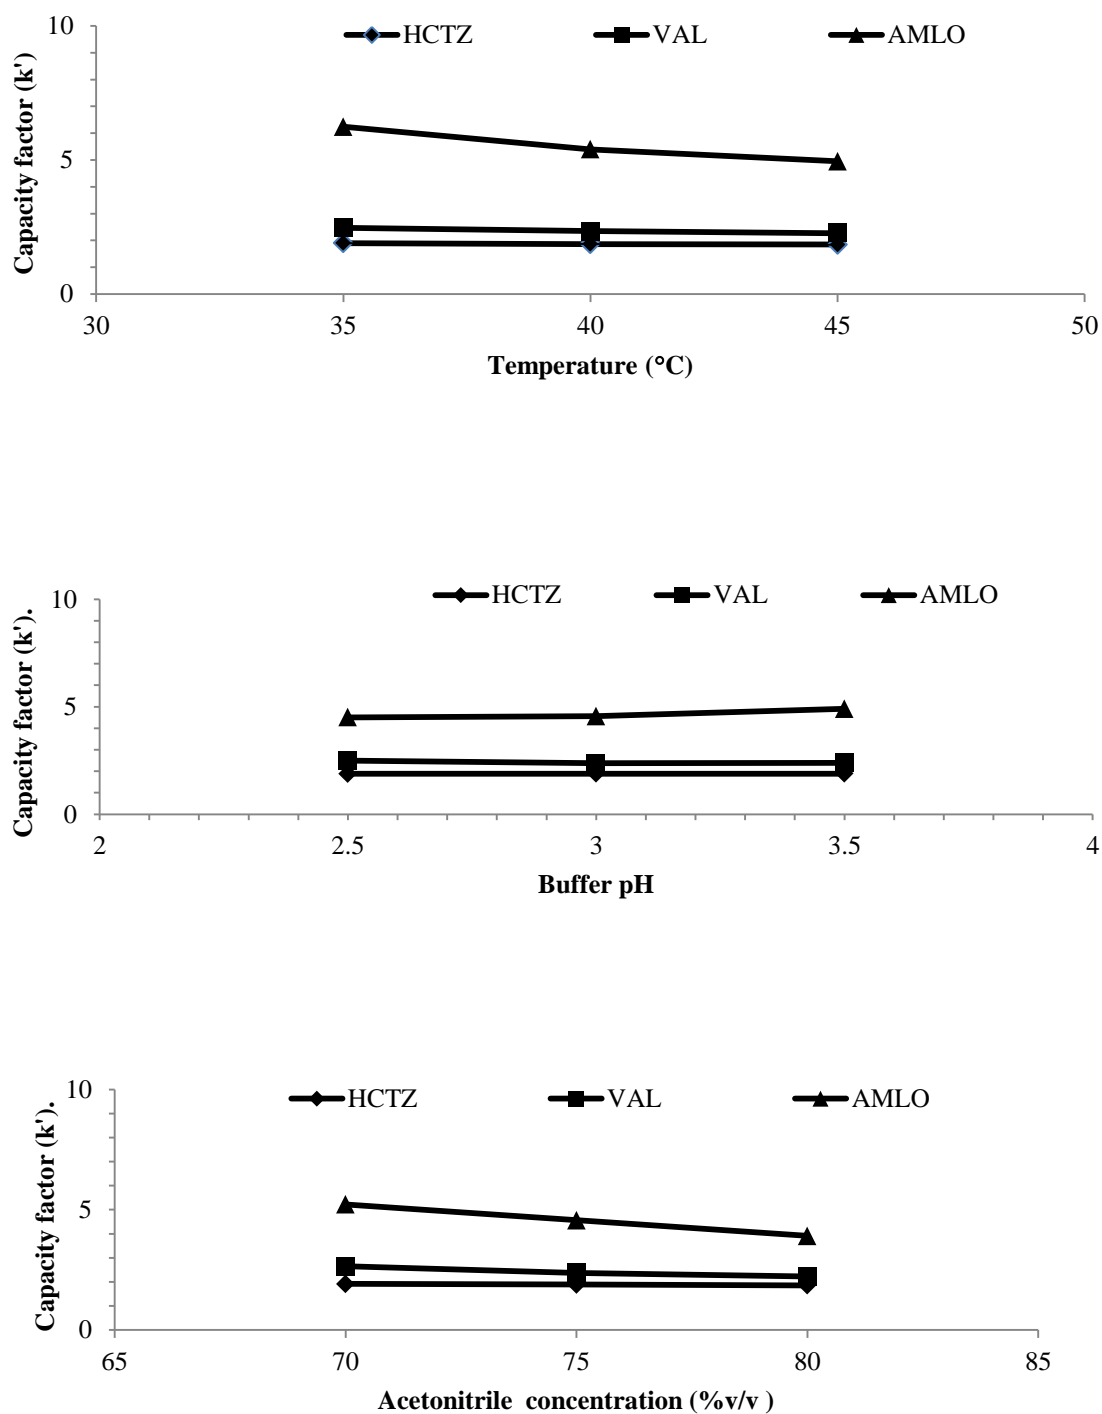 10
HCTZ VAL AMLO
5
0
Capacity factor (k')
30 35 40 45 50
Temperature (°C)
10
HCTZ VAL AMLO
5
0
Capacity factor (k').
2 2.5 3 3.5 4
Buffer pH
10
HCTZ VAL AMLO
5
0
Capacity factor (k').
65 70 75 80 85
Acetonitrile concentration (%v/v )